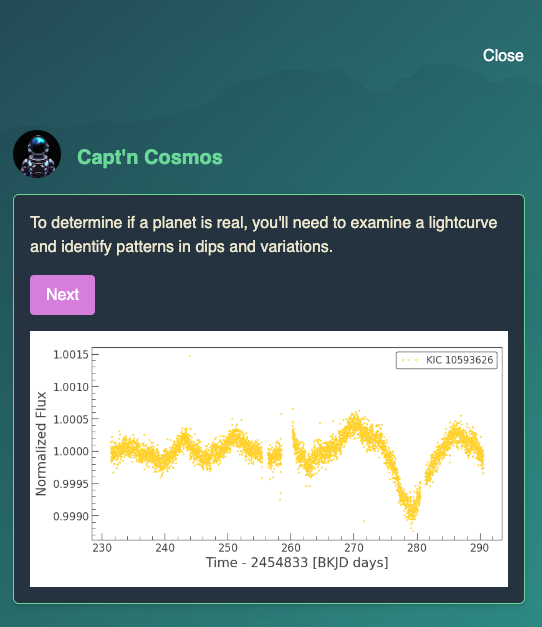 Close
Capt'n Cosmos
To determine if a planet is real, you'll need to examine a lightcurve
and identify patterns in dips and variations.
Next
KIC 10593626
1.0015
1.0010
1.0005
1.0000
0.9995
0.9990
Normalized Flux
230 240 250 260 270 280 290
Time - 2454833 [BKJD days]